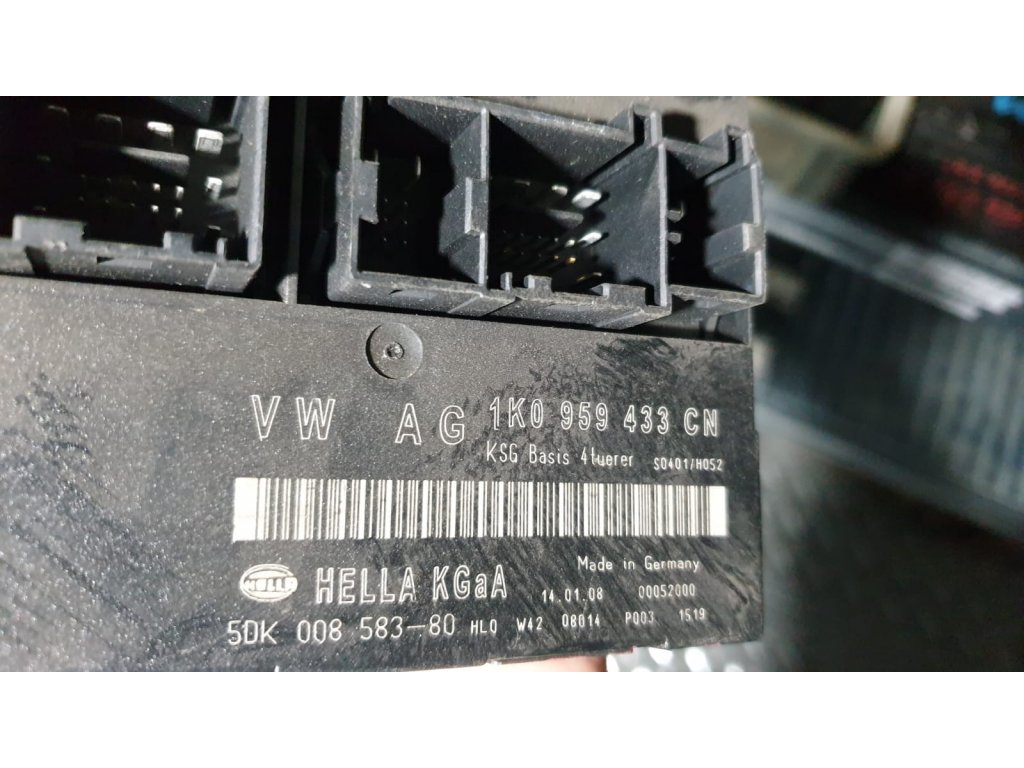 VW AG 1K0 959 433 CN
KSG Basis 4tuerer S0401/H052
HELLA HELLA KGaA Made in Germany
14.01.08 00052000
5DK 008 583-80 HLO W42 08014 P003 1519